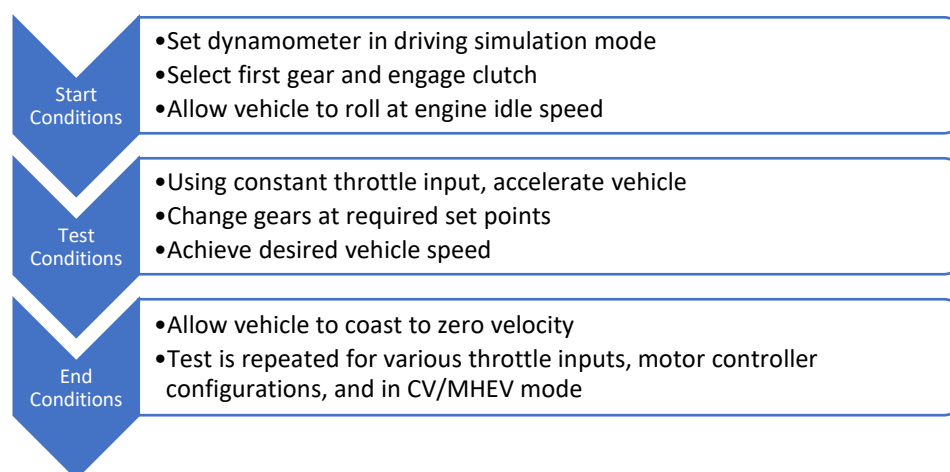 Start
Conditions
•Set dynamometer in driving simulation mode
•Select first gear and engage clutch
•Allow vehicle to roll at engine idle speed
Test
Conditions
•Using constant throttle input, accelerate vehicle
•Change gears at required set points
•Achieve desired vehicle speed
End
Conditions
•Allow vehicle to coast to zero velocity
•Test is repeated for various throttle inputs, motor controller
configurations, and in CV/MHEV mode